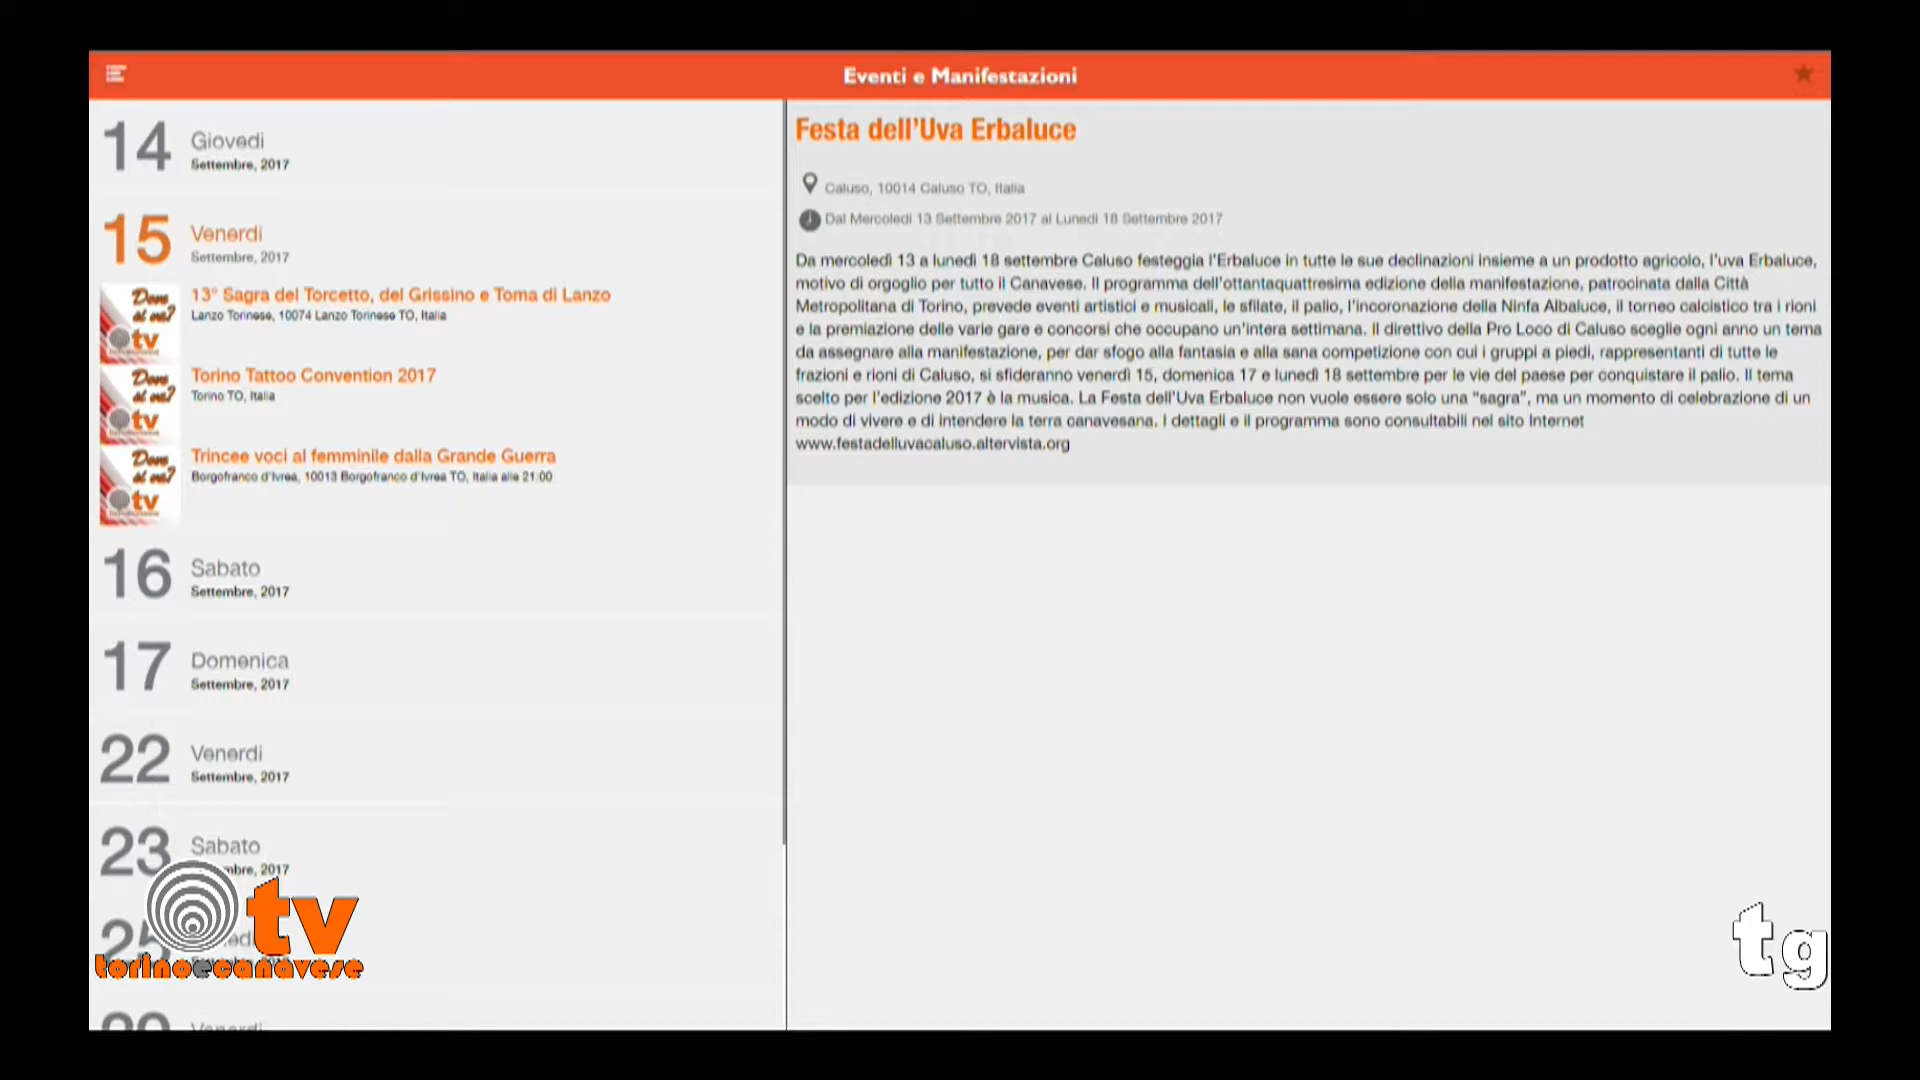 Eventi e Manifestazioni
14
Giovedi
Settembre, 2017
15
Venerdi
Settembre, 2017
Dove al ora? tv
13° Sagra del Torcetto, del Grissino e Toma di Lanzo
Lanzo Torinese, 10074 Lanzo Torinese TO, Italia
Torino Tattoo Convention 2017
Torino TO, Italia
Trincee voci al femminile dalla Grande Guerra
Borgofranco d'Ivrea, 10013 Borgofranco d'Ivrea TO, Italia alle 21:00
16
Sabato
Settembre, 2017
17
Domenica
Settembre, 2017
22
Venerdi
Settembre, 2017
23
Sabato
2017
25
Venerdi
Festa dell'Uva Erbaluce
Caluso, 10014 Caluso TO, Italia
Dal Mercoledi 13 Settembre 2017 al Lunedi 18 Settembre 2017
Da mercoledì 13 a lunedì 18 settembre Caluso festeggia l'Erbaluce in tutte le sue declinazioni insieme a un prodotto agricolo, l'uva Erbaluce,
motivo di orgoglio per tutto il Canavese. Il programma dell'ottantaquattresima edizione della manifestazione, patrocinata dalla Città
Metropolitana di Torino, prevede eventi artistici e musicali, le sfilate, il palio, l'incoronazione della Ninfa Albaluce, il torneo calcistico tra i rioni
e la premiazione delle varie gare e concorsi che occupano un'intera settimana. Il direttivo della Pro Loco di Caluso sceglie ogni anno un tema
da assegnare alla manifestazione, per dar sfogo alla fantasia e alla sana competizione con cui i gruppi a piedi, rappresentanti di tutte le
frazioni e rioni di Caluso, si sfideranno venerdì 15, domenica 17 e lunedì 18 settembre per le vie del paese per conquistare il palio. Il tema
scelto per l'edizione 2017 è la musica. La Festa dell'Uva Erbaluce non vuole essere solo una "sagra", ma un momento di celebrazione di un
modo di vivere e di intendere la terra canavesana. I dettagli e il programma sono consultabili nel sito Internet
www.festadelluvacaluso.altervista.org
tv
torinoecanavese
tg